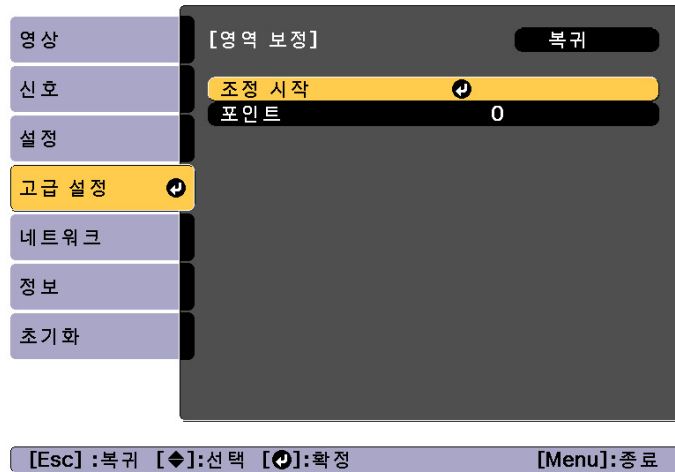 영상
신호
설정
고급 설정
네트워크
정보
초기화
[영역 보정] 복귀
조정 시작
포인트 0
[Esc] :복귀 [◆]:선택 [↵]:확정 [Menu]:종료